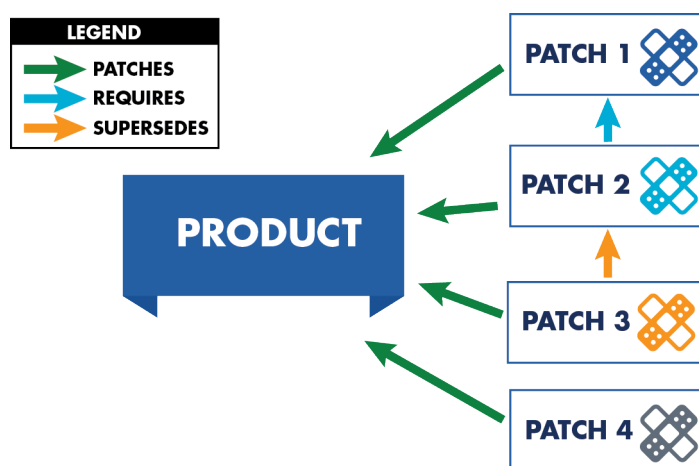 LEGEND
PATCHES
REQUIRES
SUPERSEDES
PRODUCT
PATCH 1
PATCH 2
PATCH 3
PATCH 4